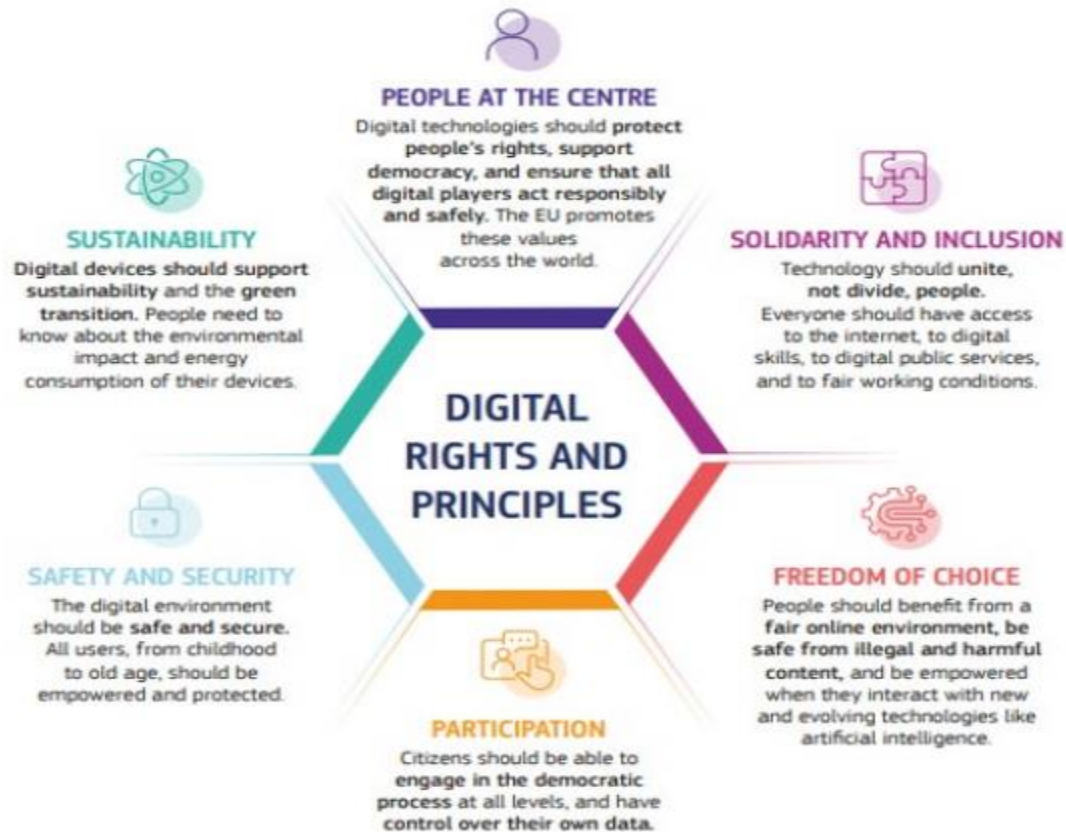 PEOPLE AT THE CENTRE
Digital technologies should protect
people's rights, support
democracy, and ensure that all
digital players act responsibly
and safely. The EU promotes
these values
across the world.
SOLIDARITY AND INCLUSION
Technology should unite,
not divide, people.
Everyone should have access
to the internet, to digital
skills, to digital public services,
and to fair working conditions.
FREEDOM OF CHOICE
People should benefit from a
fair online environment, be
safe from illegal and harmful
content, and be empowered
when they interact with new
and evolving technologies like
artificial intelligence.
PARTICIPATION
Citizens should be able to
engage in the democratic
process at all levels, and have
control over their own data.
SAFETY AND SECURITY
The digital environment
should be safe and secure.
All users, from childhood
to old age, should be
empowered and protected.
SUSTAINABILITY
Digital devices should support
sustainability and the green
transition. People need to
know about the environmental
impact and energy
consumption of their devices.
DIGITAL
RIGHTS AND
PRINCIPLES